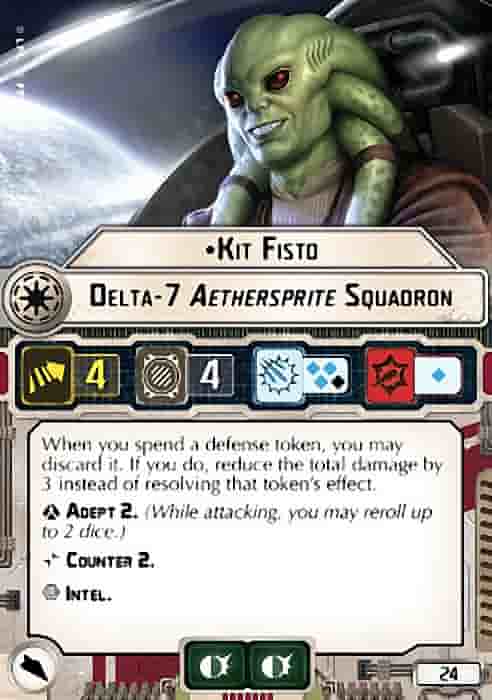 •Kit Fisto
Delta-7 Aethersprite Squadron
4 4
When you spend a defense token, you may
discard it. If you do, reduce the total damage by
3 instead of resolving that token's effect.
Adept 2. (While attacking, you may reroll up
to 2 dice.)
Counter 2.
Intel.
24